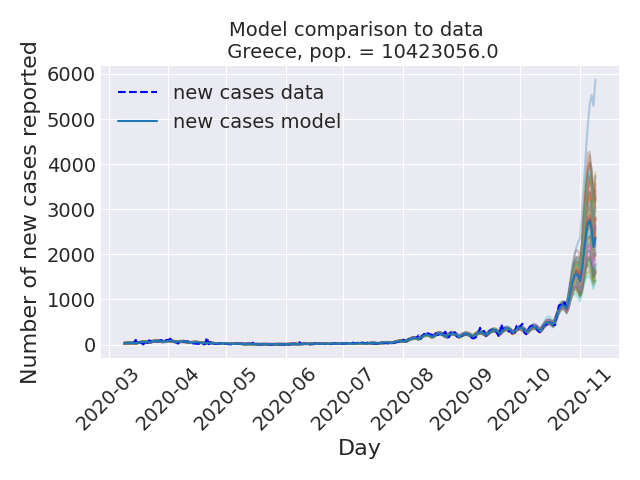 Model comparison to data
Greece, pop. = 10423056.0
Number of new cases reported
6000
5000
4000
3000
2000
1000
0
new cases data
new cases model
2020-03
2020-04
2020-05
2020-06
2020-07
2020-08
2020-09
2020-10
2020-11
Day